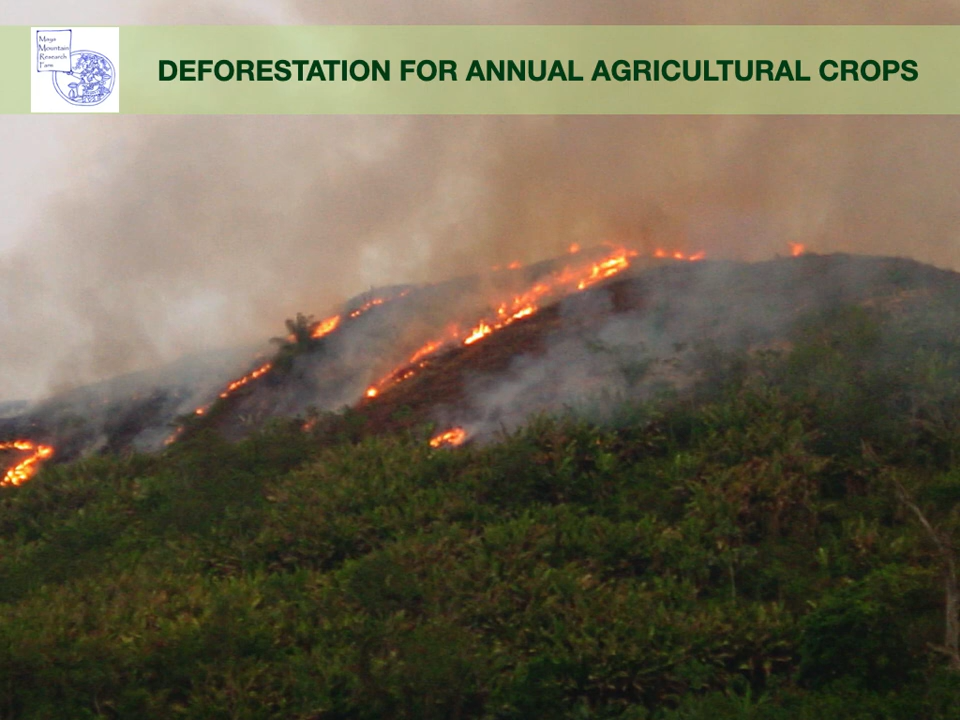 Maya
Mountain
Research
Farm
DEFORESTATION FOR ANNUAL AGRICULTURAL CROPS